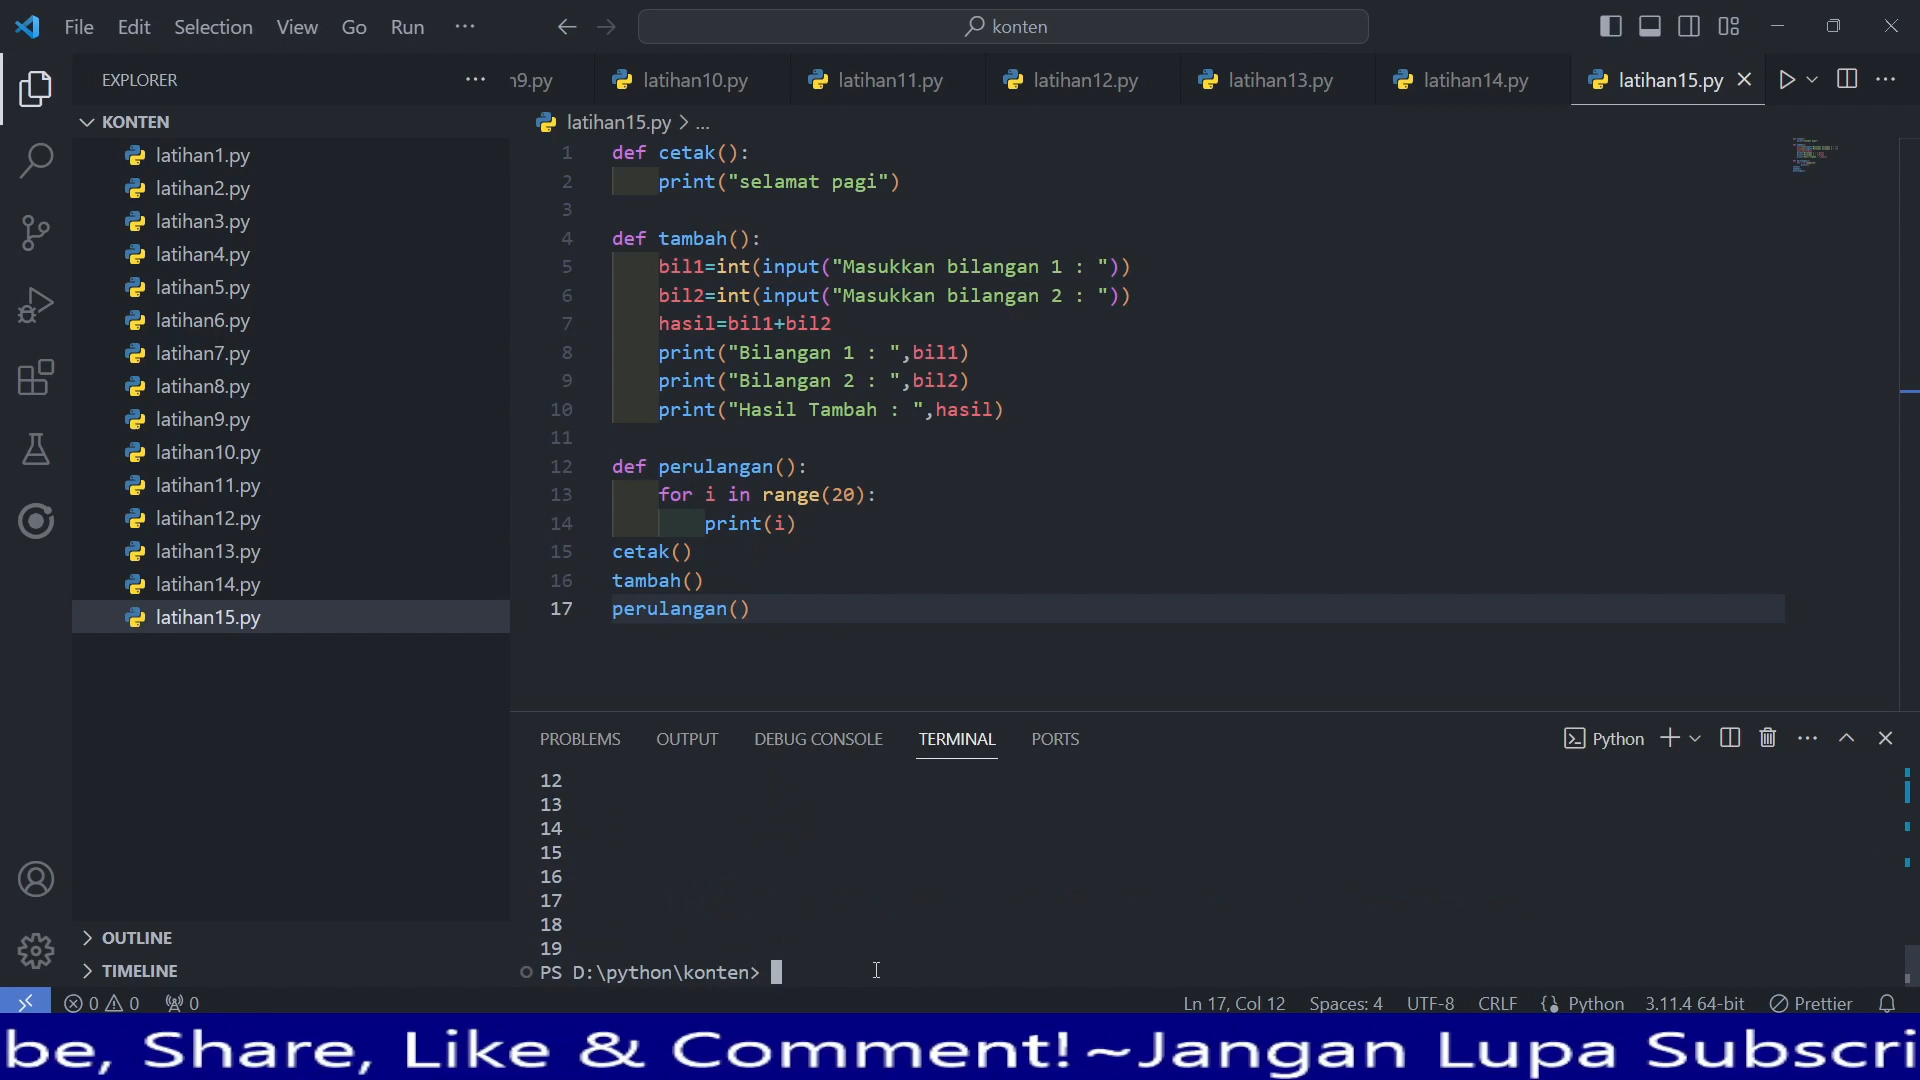 File Edit Selection View Go Run ··· konten
EXPLORER ···
n9.py latihan10.py latihan11.py latihan12.py latihan13.py latihan14.py latihan15.py
KONTEN
latihan1.py
latihan2.py
latihan3.py
latihan4.py
latihan5.py
latihan6.py
latihan7.py
latihan8.py
latihan9.py
latihan10.py
latihan11.py
latihan12.py
latihan13.py
latihan14.py
latihan15.py
OUTLINE
TIMELINE
latihan15.py > ...
1 def cetak():
2     print("selamat pagi")
3
4 def tambah():
5     bil1=int(input("Masukkan bilangan 1 : "))
6     bil2=int(input("Masukkan bilangan 2 : "))
7     hasil=bil1+bil2
8     print("Bilangan 1 : ",bil1)
9     print("Bilangan 2 : ",bil2)
10     print("Hasil Tambah : ",hasil)
11
12 def perulangan():
13     for i in range(20):
14         print(i)
15 cetak()
16 tambah()
17 perulangan()
PROBLEMS OUTPUT DEBUG CONSOLE TERMINAL PORTS Python
12
13
14
15
16
17
18
19
PS D:\python\konten>
0 0 0 Ln 17, Col 12 Spaces: 4 UTF-8 CRLF Python 3.11.4 64-bit Prettier
be, Share, Like & Comment!~Jangan Lupa Subscri